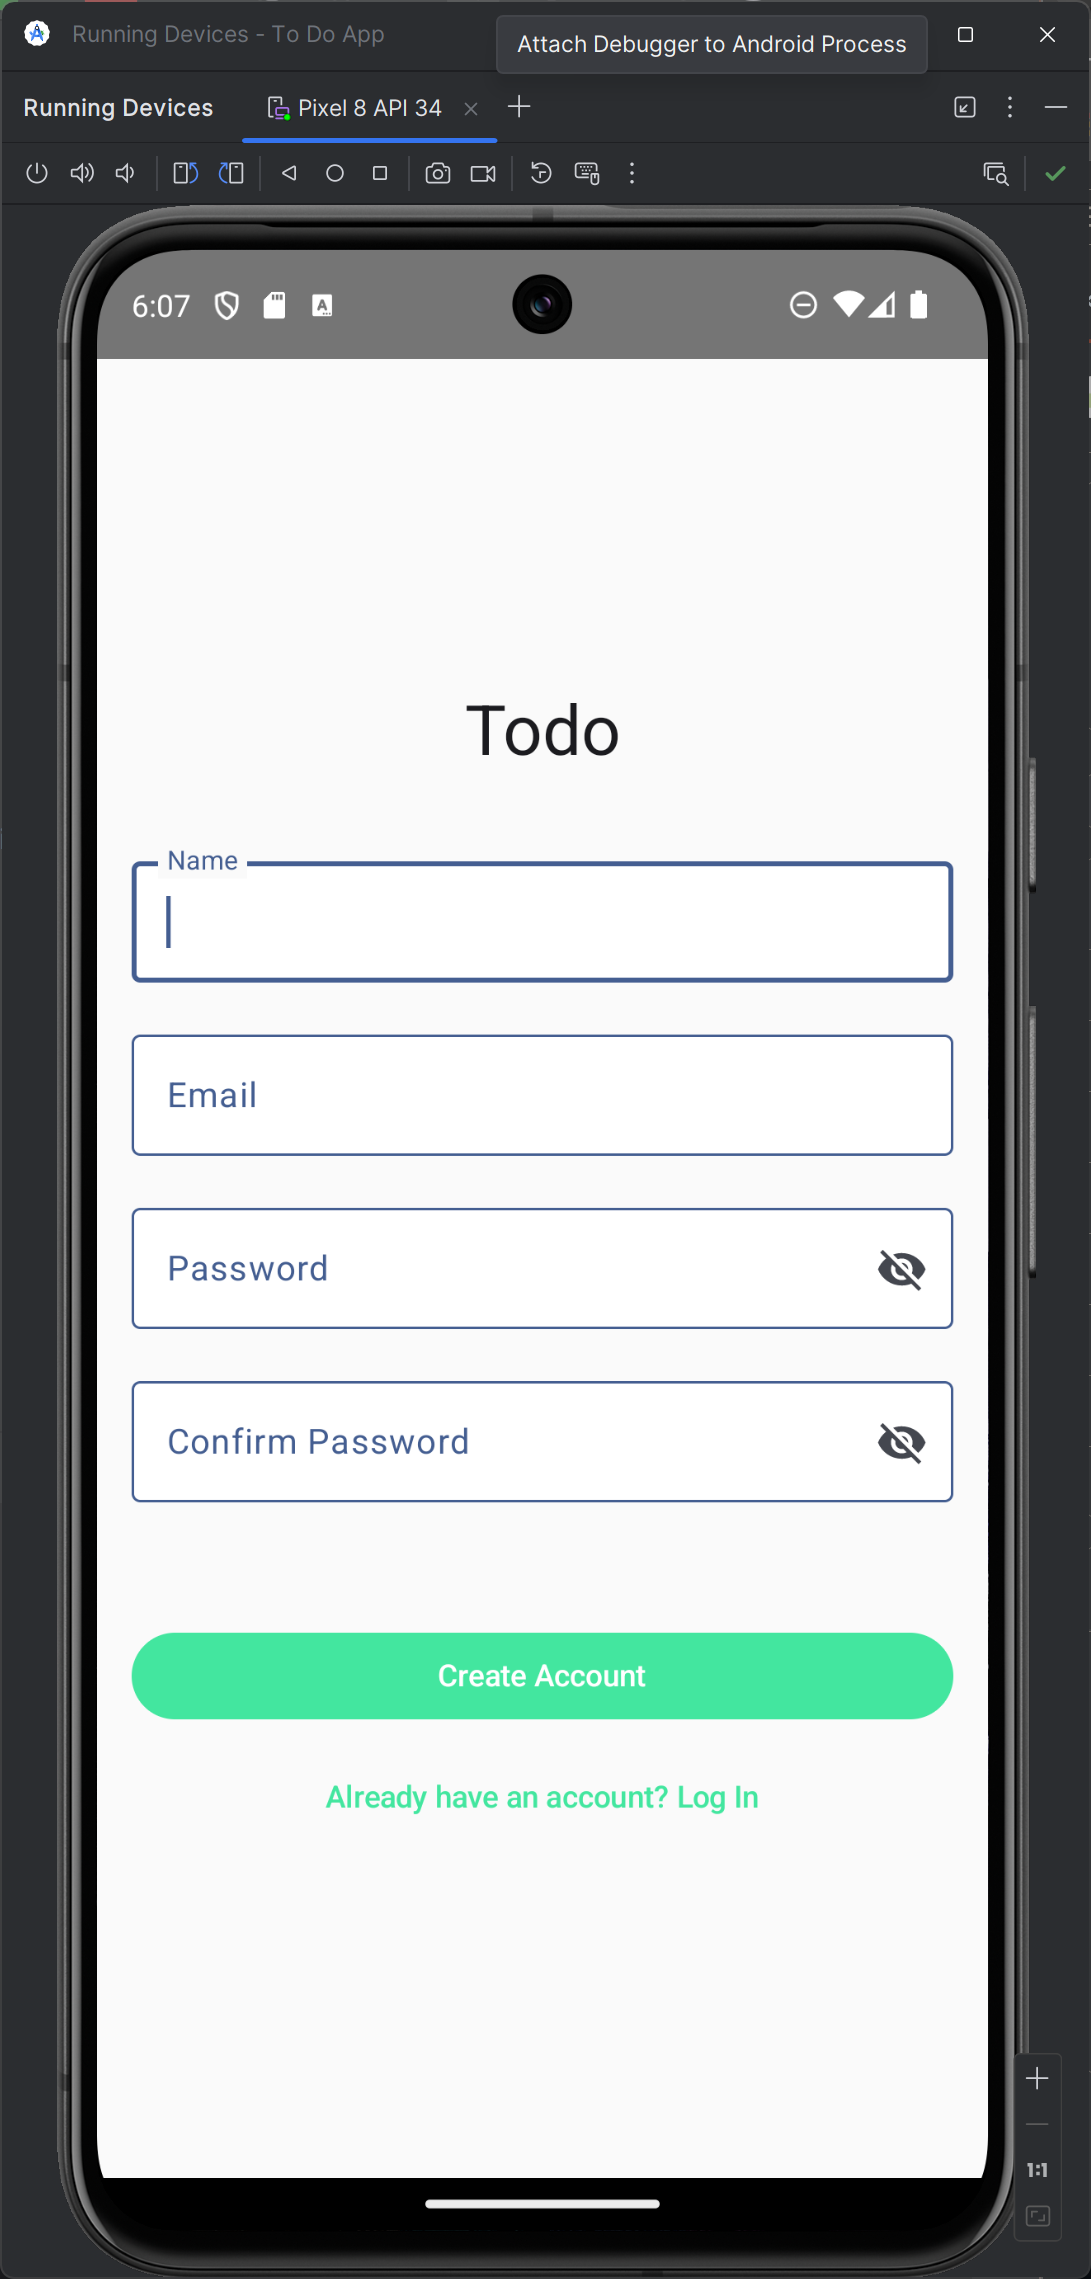 Running Devices - To Do App
Attach Debugger to Android Process
Running Devices
Pixel 8 API 34
6:07
A
Todo
Name
Email
Password
Confirm Password
Create Account
Already have an account? Log In
1:1